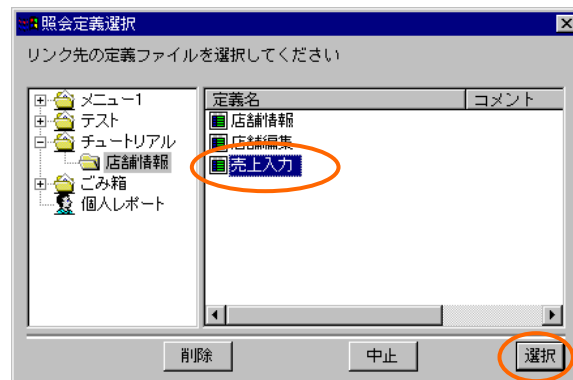 照会定義選択
リンク先の定義ファイルを選択してください
メニュー1
テスト
チュートリアル
店舗情報
ごみ箱
個人レポート
定義名 コメント
店舗情報
店舗編集
売上入力
削除 中止 選択